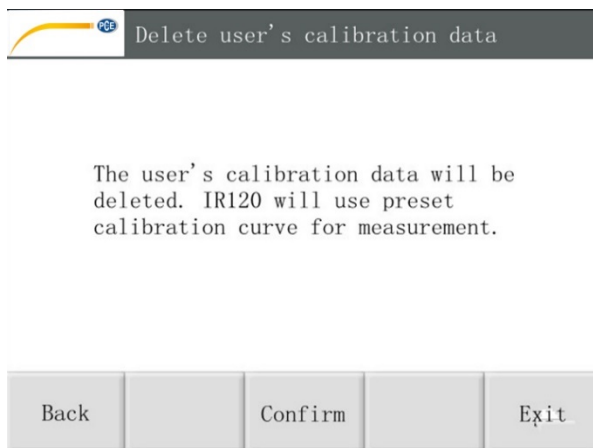 PCE
Delete user's calibration data
The user's calibration data will be
deleted. IR120 will use preset
calibration curve for measurement.
Back
Confirm
Exit